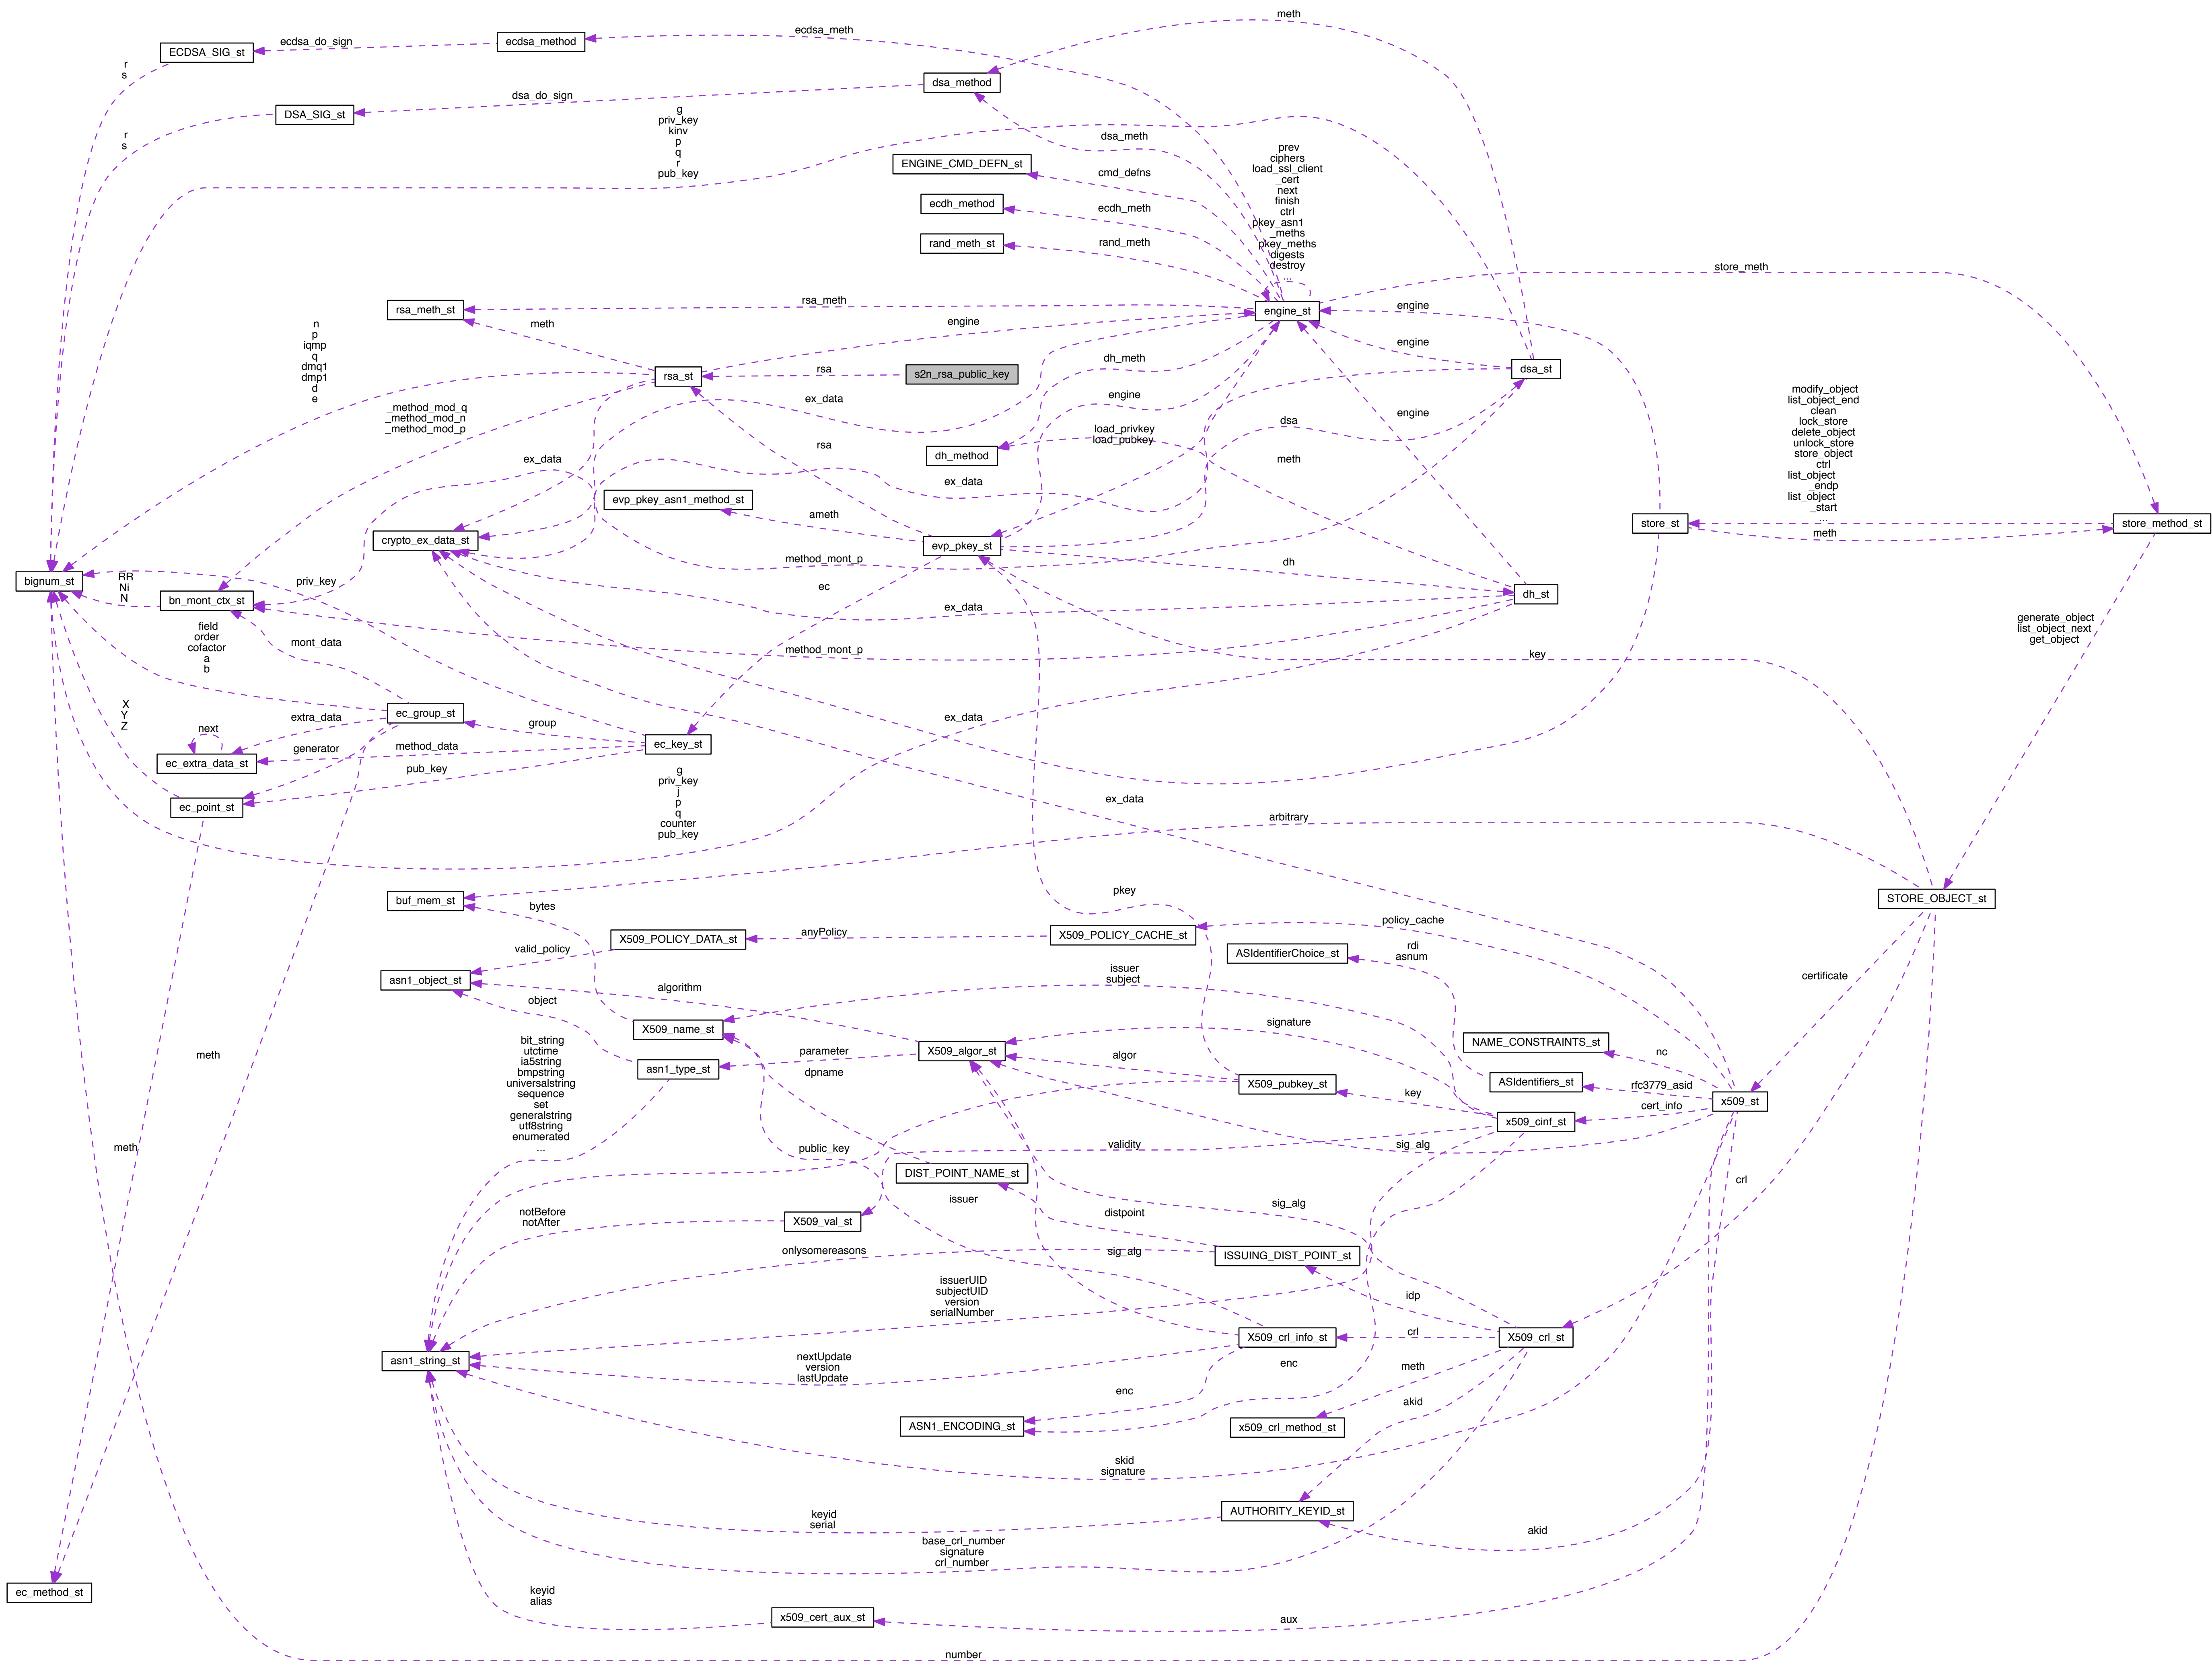 meth
ecdsa_meth
ecdsa_do_sign
ecdsa_method
ECDSA_SIG_st
r
s
dsa_method
dsa_do_sign
DSA_SIG_st
g
priv_key
kinv
p
q
r
pub_key
r
s
dsa_meth
prev
ciphers
load_ssl_client
_cert
next
finish
ctrl
pkey_asn1
_meths
pkey_meths
digests
destroy
...
ENGINE_CMD_DEFN_st
cmd_defns
ecdh_method
ecdh_meth
rand_meth_st
rand_meth
store_meth
rsa_meth_st
rsa_meth
engine_st
engine
meth
engine
n
p
iqmp
q
dmq1
dmp1
d
e
engine
dh_meth
rsa_st
rsa
s2n_rsa_public_key
dsa_st
modify_object
list_object_end
clean
lock_store
delete_object
unlock_store
store_object
ctrl
list_object
_endp
list_object
_start
...
_method_mod_q
_method_mod_n
_method_mod_p
ex_data
engine
engine
load_privkey
load_pubkey
dsa
rsa
dh_method
meth
ex_data
ex_data
evp_pkey_asn1_method_st
ameth
store_st
store_method_st
meth
crypto_ex_data_st
evp_pkey_st
method_mont_p
dh
bignum_st
RR
Ni
N
priv_key
ec
bn_mont_ctx_st
dh_st
ex_data
generate_object
list_object_next
get_object
field
order
cofactor
a
b
mont_data
method_mont_p
key
X
Y
Z
ec_group_st
extra_data
group
ex_data
next
ec_extra_data_st
generator
method_data
ec_key_st
pub_key
g
priv_key
j
p
q
counter
pub_key
ec_point_st
ex_data
arbitrary
buf_mem_st
bytes
pkey
STORE_OBJECT_st
X509_POLICY_DATA_st
anyPolicy
X509_POLICY_CACHE_st
policy_cache
valid_policy
ASIdentifierChoice_st
rdi
asnum
asn1_object_st
algorithm
issuer
subject
certificate
object
X509_name_st
signature
NAME_CONSTRAINTS_st
nc
bit_string
utctime
ia5string
bmpstring
universalstring
sequence
set
generalstring
utf8string
enumerated
...
parameter
X509_algor_st
algor
meth
asn1_type_st
dpname
X509_pubkey_st
ASIdentifiers_st
rfc3779_asid
x509_st
key
cert_info
x509_cinf_st
meth
public_key
validity
sig_alg
DIST_POINT_NAME_st
crl
issuer
sig_alg
notBefore
notAfter
X509_val_st
distpoint
onlysomereasons
sig_alg
ISSUING_DIST_POINT_st
issuerUID
subjectUID
version
serialNumber
idp
X509_crl_info_st
crl
X509_crl_st
asn1_string_st
nextUpdate
version
lastUpdate
enc
meth
enc
akid
ASN1_ENCODING_st
x509_crl_method_st
skid
signature
keyid
serial
AUTHORITY_KEYID_st
akid
base_crl_number
signature
crl_number
ec_method_st
keyid
alias
x509_cert_aux_st
aux
number